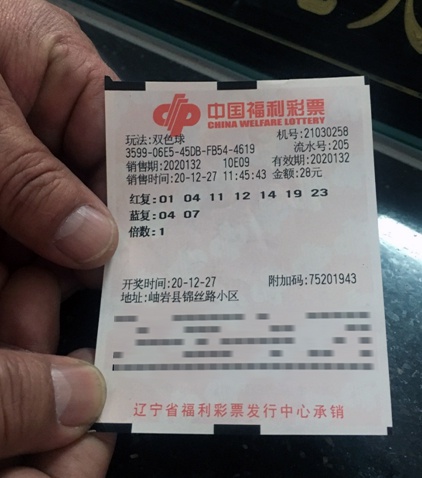 中国福利彩票
CHINA WELFARE LOTTERY
玩法:双色球 机号:21030258
3599-06E5-45DB-FB54-4619 流水号:205
销售期:2020132 10E09 有效期:2020132
销售时间:20-12-27 11:45:43 金额:28元
红复:01 04 11 12 14 19 23
蓝复:04 07
倍数:1
开奖时间:20-12-27 附加码:75201943
地址:岫岩县锦丝路小区
辽宁省福利彩票发行中心承销